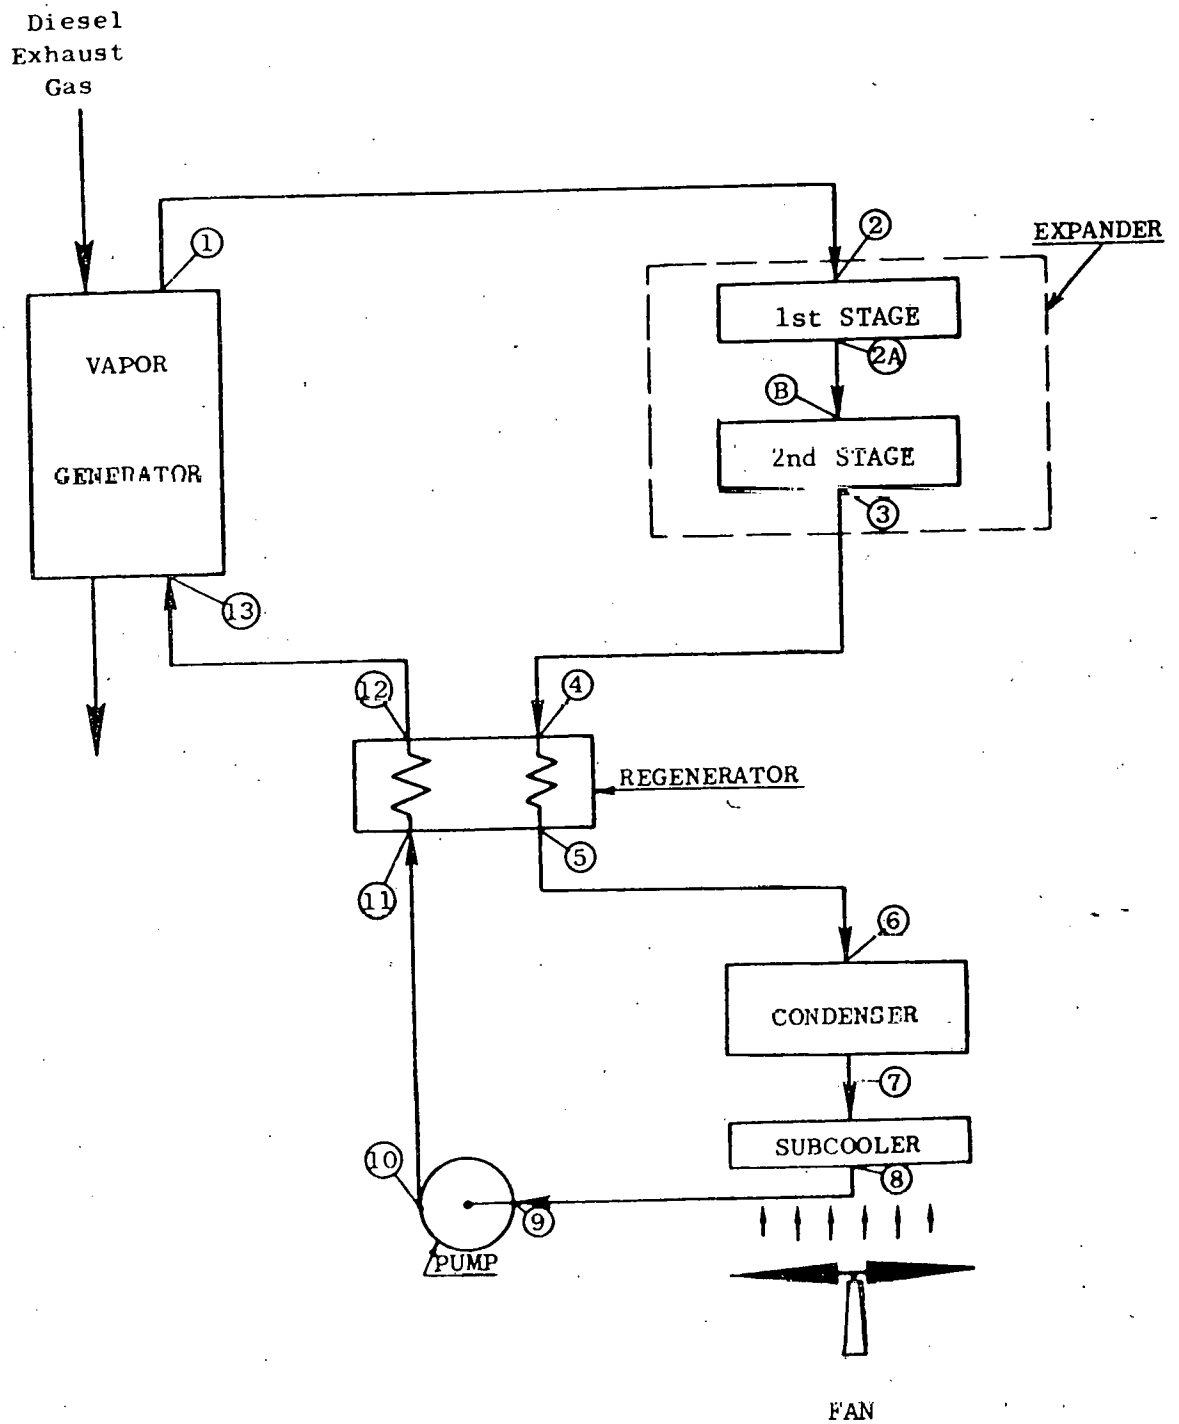 Diesel
Exhaust
Gas
1
2
EXPANDER
1st STAGE
2A
VAPOR
B
GENERATOR
2nd STAGE
3
13
12
4
REGENERATOR
5
11
6
CONDENSER
7
SUBCOOLER
10
8
9
PUMP
FAN